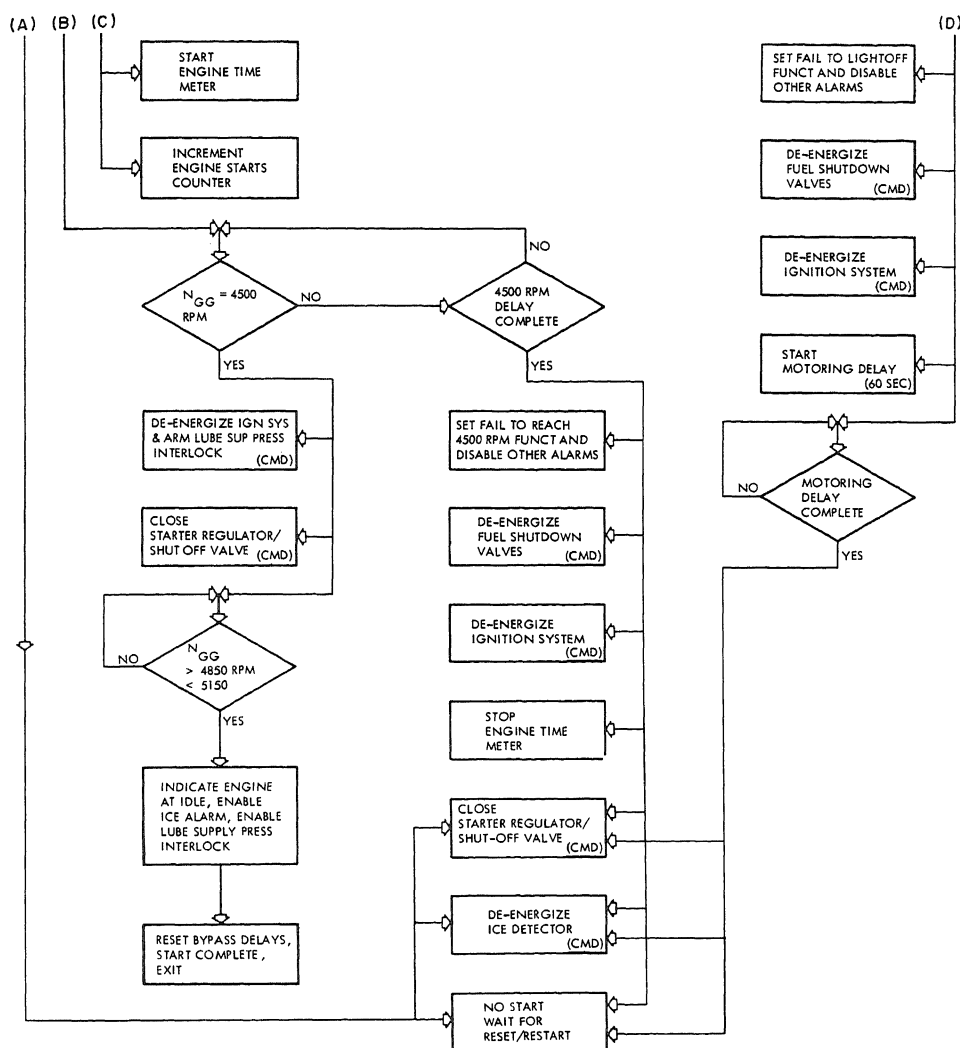 (A)
(B)
(C)
(D)
START
ENGINE TIME
METER
INCREMENT
ENGINE STARTS
COUNTER
N GG = 4500
RPM
NO
YES
NO
4500 RPM
DELAY
COMPLETE
YES
DE-ENERGIZE IGN SYS
& ARM LUBE SUP PRESS
INTERLOCK
(CMD)
CLOSE
STARTER REGULATOR/
SHUT OFF VALVE
(CMD)
NO
N GG
> 4850 RPM
< 5150
YES
INDICATE ENGINE
AT IDLE, ENABLE
ICE ALARM, ENABLE
LUBE SUPPLY PRESS
INTERLOCK
RESET BYPASS DELAYS,
START COMPLETE,
EXIT
SET FAIL TO REACH
4500 RPM FUNCT AND
DISABLE OTHER ALARMS
DE-ENERGIZE
FUEL SHUTDOWN
VALVES
(CMD)
DE-ENERGIZE
IGNITION SYSTEM
(CMD)
STOP
ENGINE TIME
METER
CLOSE
STARTER REGULATOR/
SHUT-OFF VALVE
(CMD)
DE-ENERGIZE
ICE DETECTOR
(CMD)
NO START
WAIT FOR
RESET/RESTART
SET FAIL TO LIGHTOFF
FUNCT AND DISABLE
OTHER ALARMS
DE-ENERGIZE
FUEL SHUTDOWN
VALVES
(CMD)
DE-ENERGIZE
IGNITION SYSTEM
(CMD)
START
MOTORING DELAY
(60 SEC)
NO
MOTORING
DELAY
COMPLETE
YES